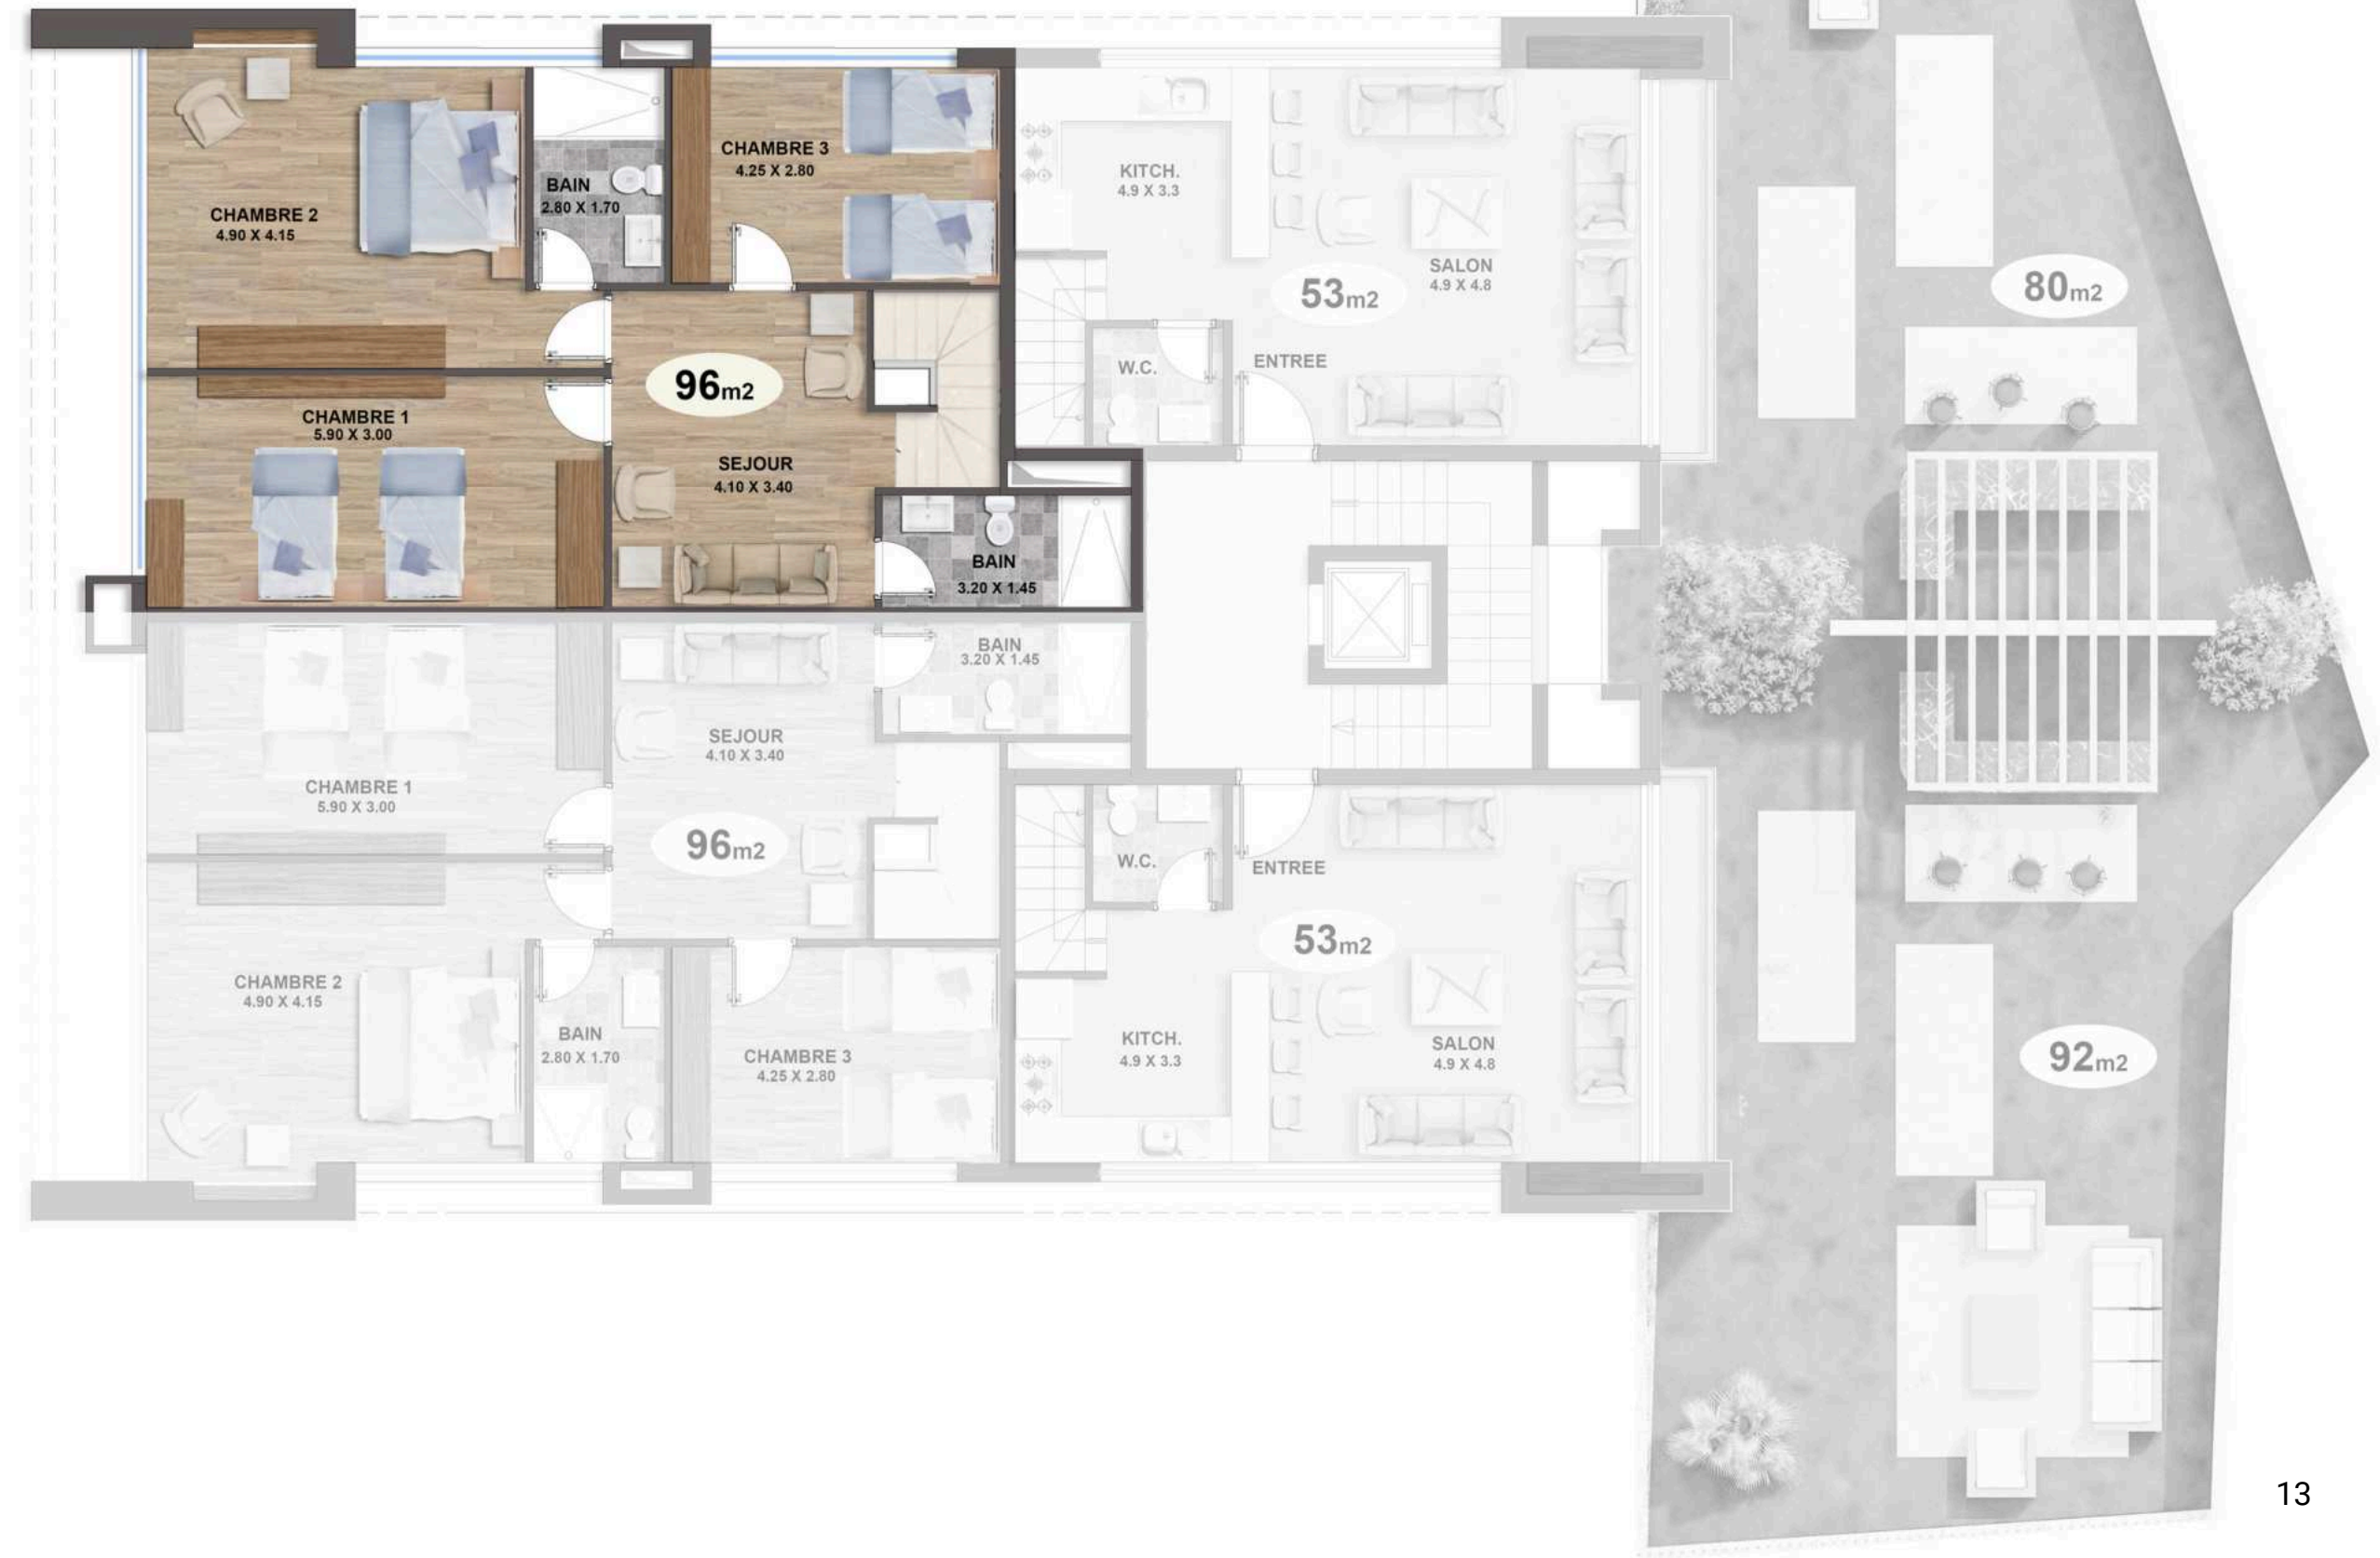 CHAMBRE 2
4.90 X 4.15
BAIN
2.80 X 1.70
CHAMBRE 3
4.25 X 2.80
KITCH.
4.9 X 3.3
SALON
4.9 X 4.8
53m2
80m2
W.C.
ENTREE
96m2
CHAMBRE 1
5.90 X 3.00
SEJOUR
4.10 X 3.40
BAIN
3.20 X 1.45
BAIN
3.20 X 1.45
SEJOUR
4.10 X 3.40
CHAMBRE 1
5.90 X 3.00
96m2
W.C.
ENTREE
53m2
CHAMBRE 2
4.90 X 4.15
BAIN
2.80 X 1.70
CHAMBRE 3
4.25 X 2.80
KITCH.
4.9 X 3.3
SALON
4.9 X 4.8
92m2
13